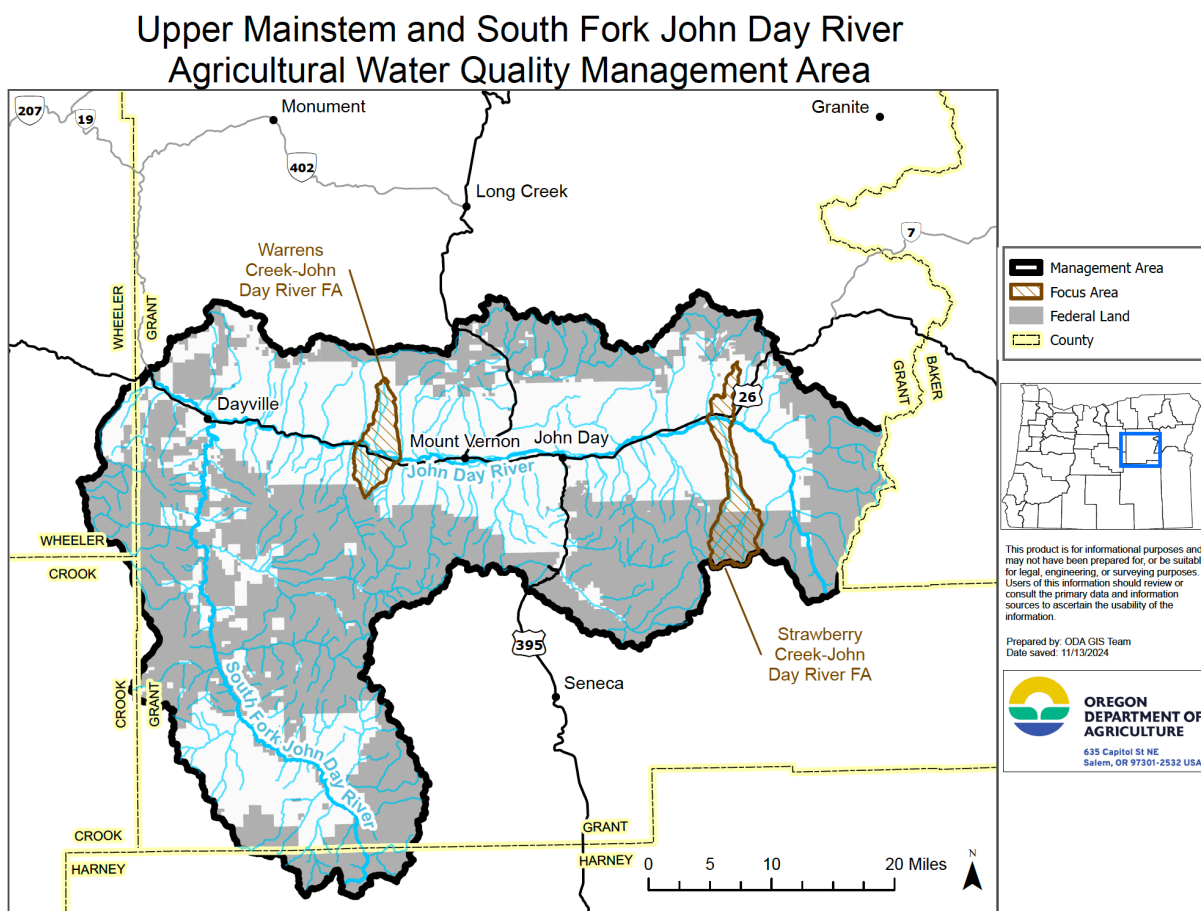 Upper Mainstem and South Fork John Day River
Agricultural Water Quality Management Area
207
19
Monument
Granite
402
Long Creek
7
Warrens
Creek-John
Day River FA
WHEELER
GRANT
GRANT
BAKER
26
Dayville
Mount Vernon
John Day
John Day River
WHEELER
CROOK
395
Strawberry
Creek-John
Day River FA
Seneca
CROOK
GRANT
South Fork John Day River
CROOK
HARNEY
GRANT
HARNEY
0 5 10 20 Miles
N
Management Area
Focus Area
Federal Land
County
This product is for informational purposes and
may not have been prepared for, or be suitabl
for legal, engineering, or surveying purposes.
Users of this information should review or
consult the primary data and information
sources to ascertain the usability of the
information.
Prepared by: ODA GIS Team
Date saved: 11/13/2024
OREGON
DEPARTMENT OF
AGRICULTURE
635 Capitol St NE
Salem, OR 97301-2532 USA